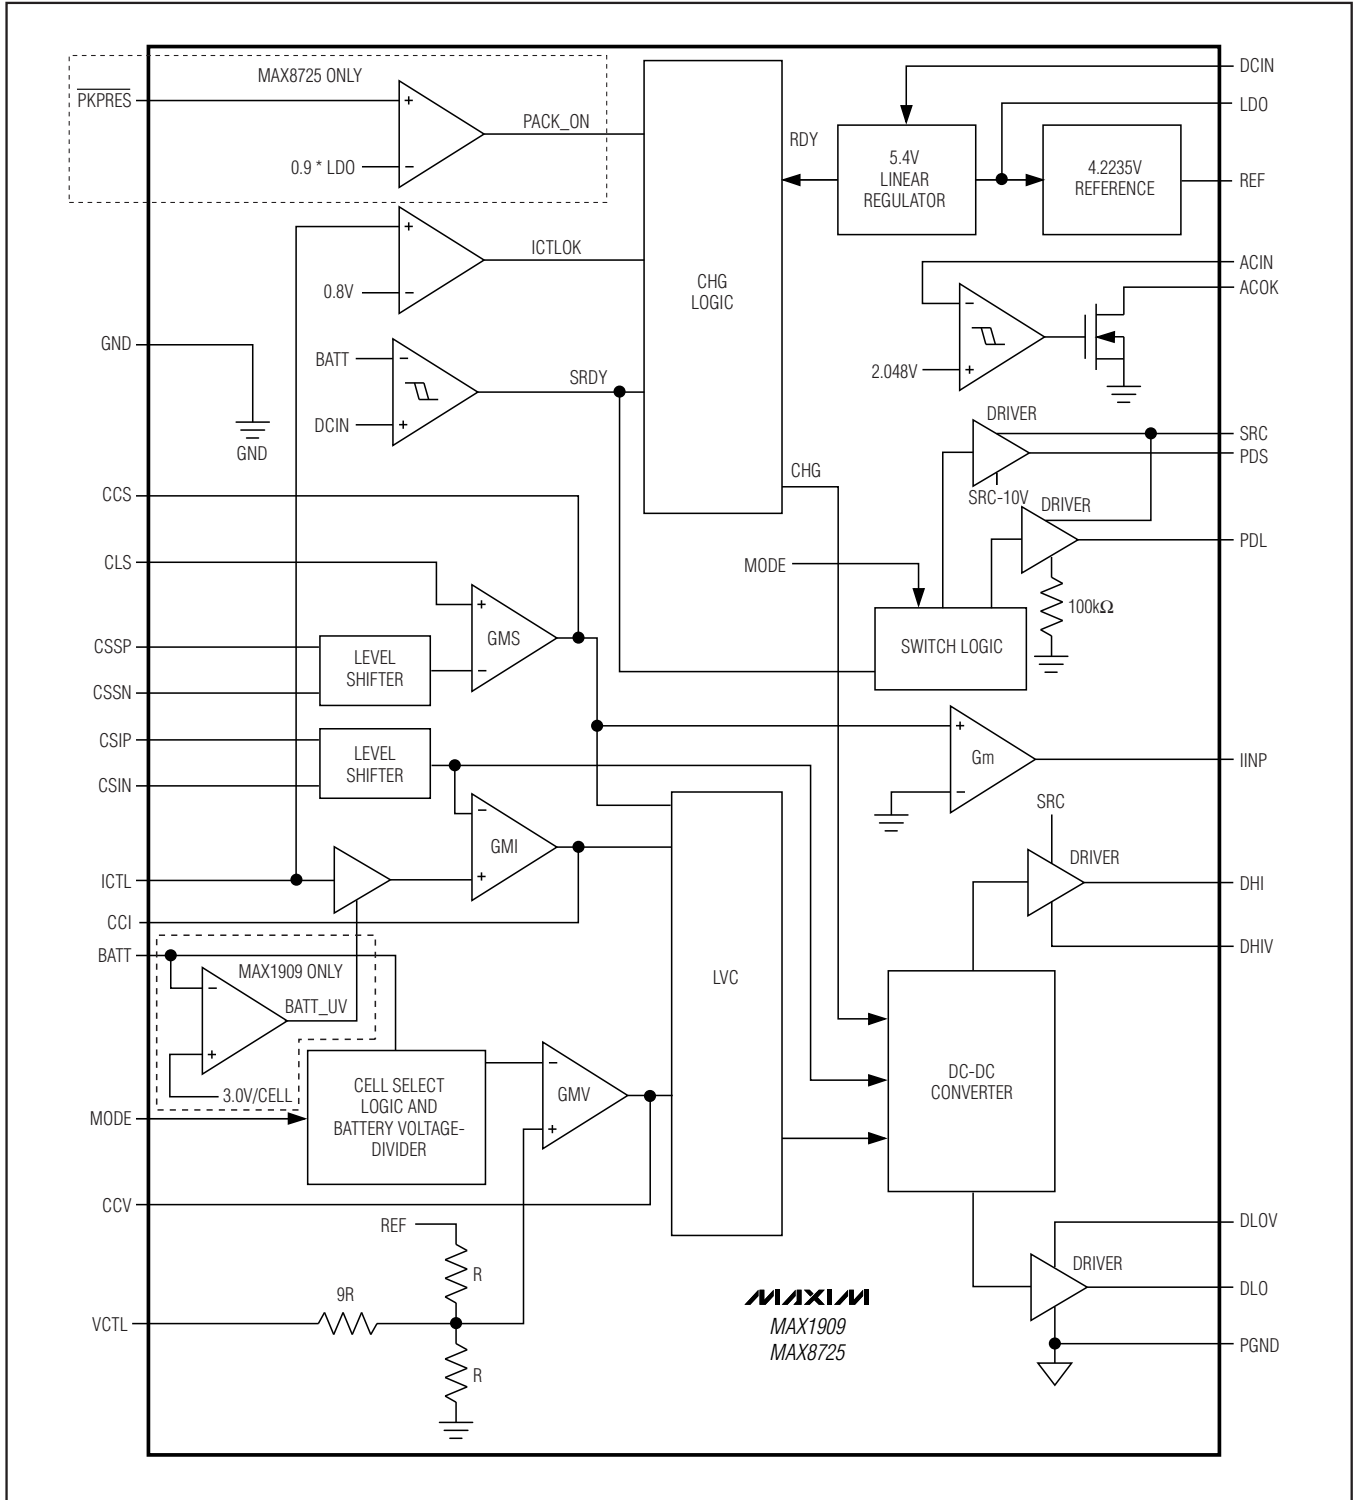 MAX8725 ONLY
PKPRES
+
PACK_ON
0.9 * LDO
−
+
ICTLOK
0.8V
−
GND
GND
BATT
−
SRDY
DCIN
+
CHG
LOGIC
RDY
CHG
5.4V
LINEAR
REGULATOR
4.2235V
REFERENCE
DCIN
LDO
REF
ACIN
ACOK
−
2.048V
+
DRIVER
SRC
PDS
SRC-10V
DRIVER
PDL
100kΩ
MODE
SWITCH LOGIC
CCS
CLS
+
GMS
−
CSSP
LEVEL
SHIFTER
CSSN
CSIP
LEVEL
SHIFTER
CSIN
−
GMI
+
ICTL
CCI
BATT
MAX1909 ONLY
−
BATT_UV
+
3.0V/CELL
MODE
CELL SELECT
LOGIC AND
BATTERY VOLTAGE-
DIVIDER
−
GMV
+
CCV
REF
R
9R
VCTL
R
LVC
+
Gm
−
IINP
SRC
DRIVER
DHI
DHIV
DC-DC
CONVERTER
DLOV
DRIVER
DLO
PGND
MAXIM
MAX1909
MAX8725